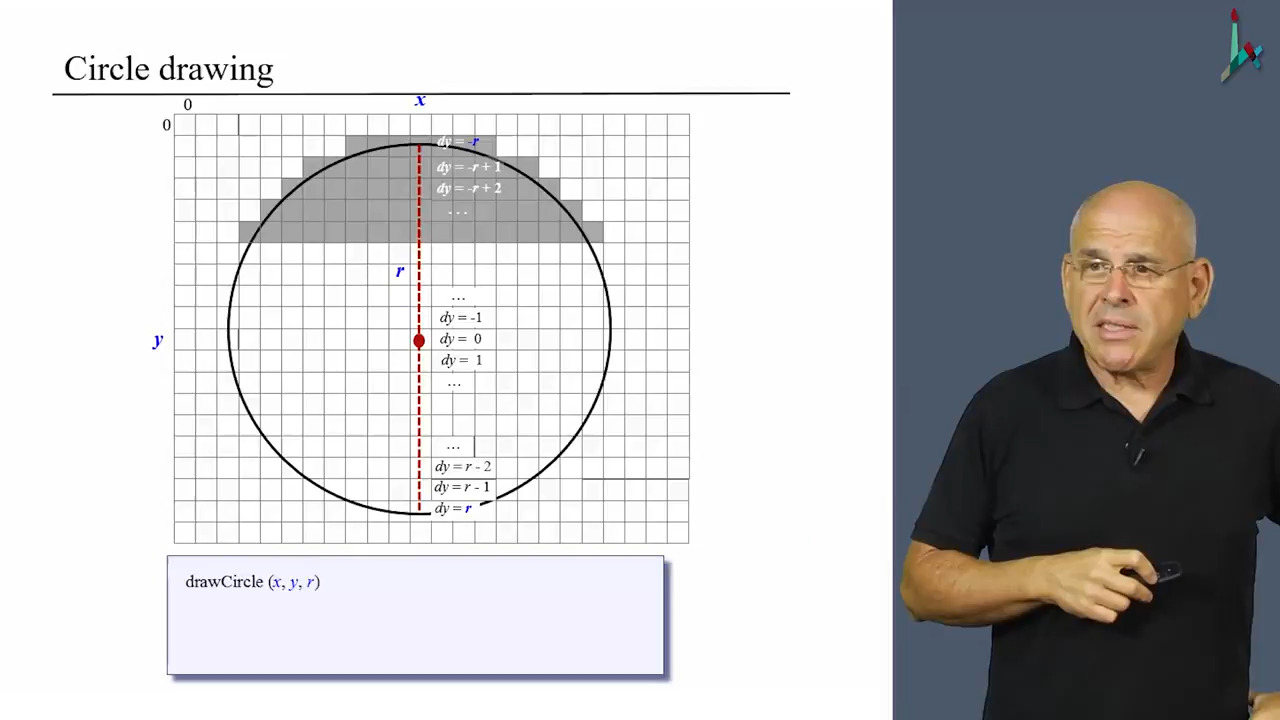 Circle drawing
0
x
0
dy = -r
dy = -r + 1
dy = -r + 2
...
r
...
dy = -1
y
dy = 0
dy = 1
...
...
dy = r - 2
dy = r - 1
dy = r
drawCircle (x, y, r)